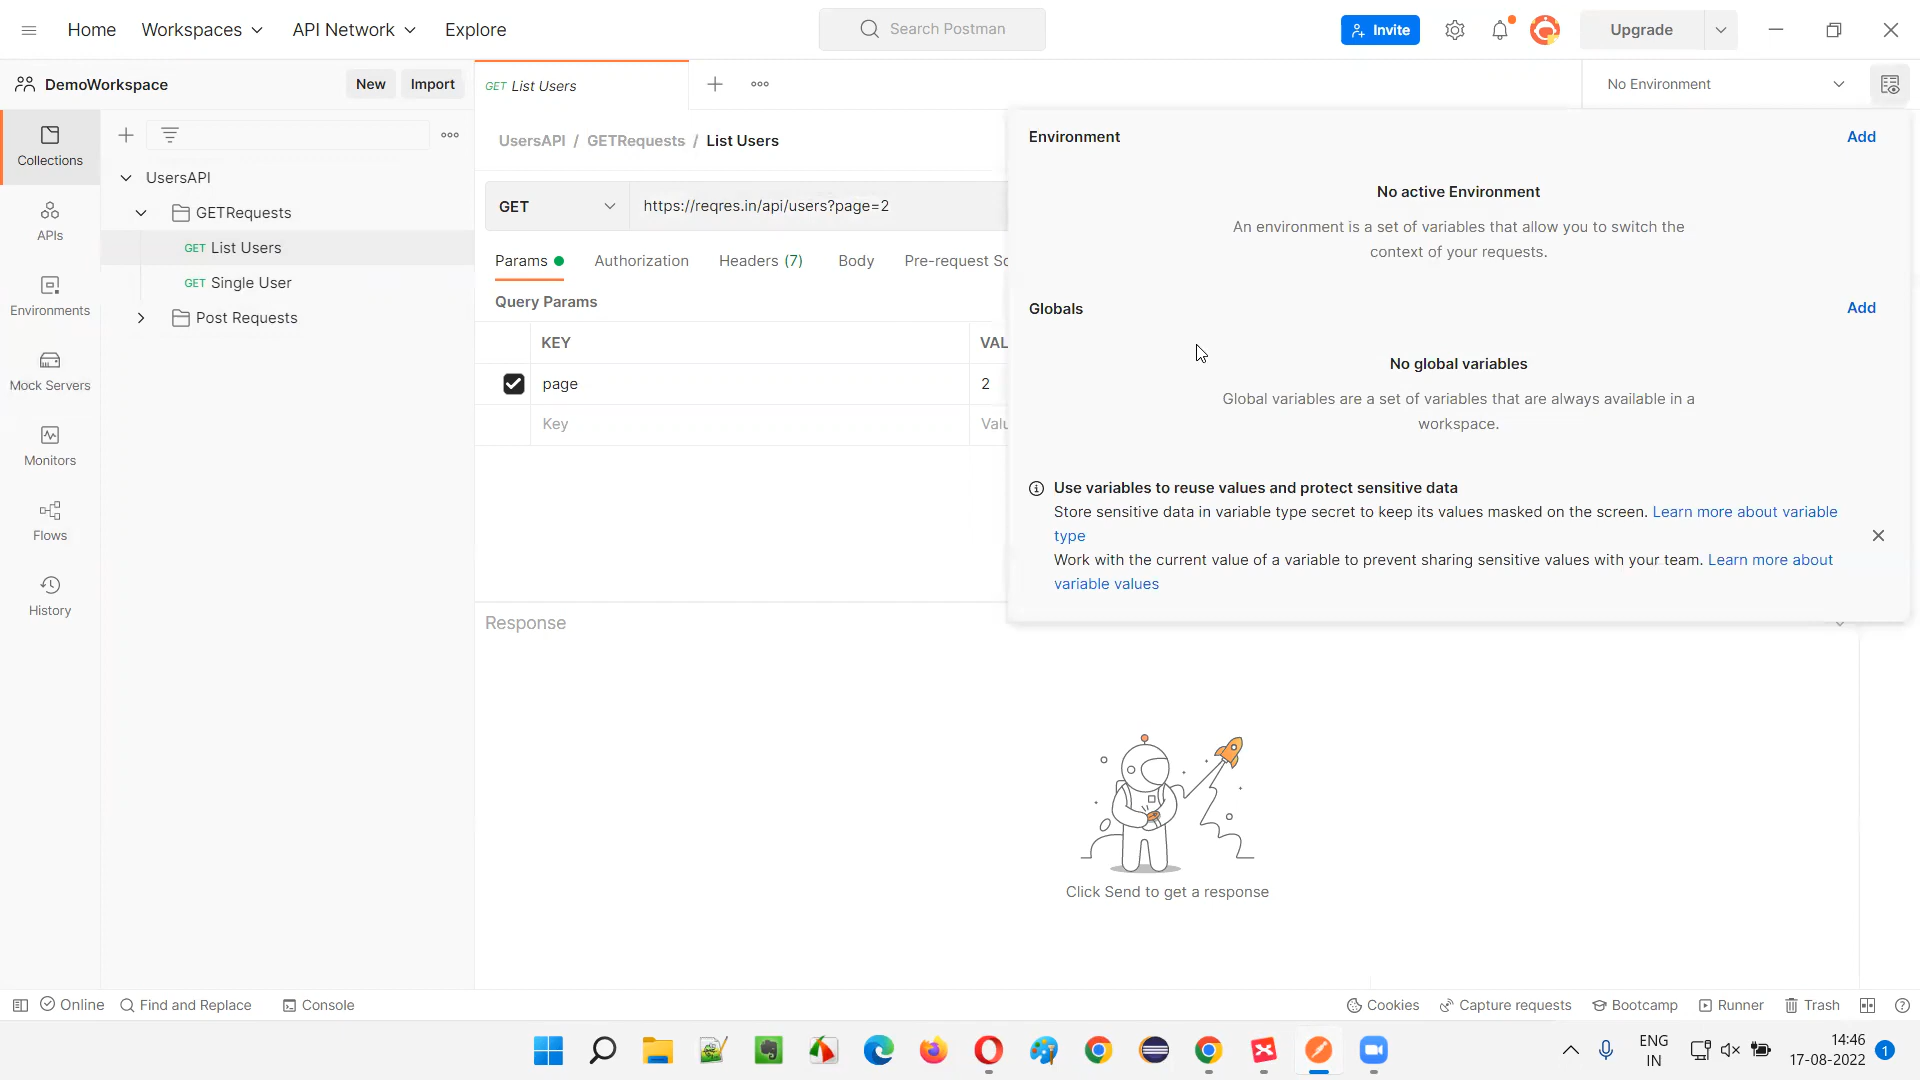 Home Workspaces API Network Explore Search Postman Invite Upgrade
DemoWorkspace New Import GET List Users No Environment
Collections
APIs
Environments
Mock Servers
Monitors
Flows
History
UsersAPI
GETRequests
GET List Users
GET Single User
Post Requests
UsersAPI / GETRequests / List Users
GET https://reqres.in/api/users?page=2
Params Authorization Headers (7) Body Pre-request Sc
Query Params
KEY VAL
page 2
Key Valu
Response
Click Send to get a response
Environment Add
No active Environment
An environment is a set of variables that allow you to switch the
context of your requests.
Globals Add
No global variables
Global variables are a set of variables that are always available in a
workspace.
Use variables to reuse values and protect sensitive data
Store sensitive data in variable type secret to keep its values masked on the screen. Learn more about variable
type
Work with the current value of a variable to prevent sharing sensitive values with your team. Learn more about
variable values
Online Find and Replace Console Cookies Capture requests Bootcamp Runner Trash
ENG
IN
14:46
17-08-2022
1